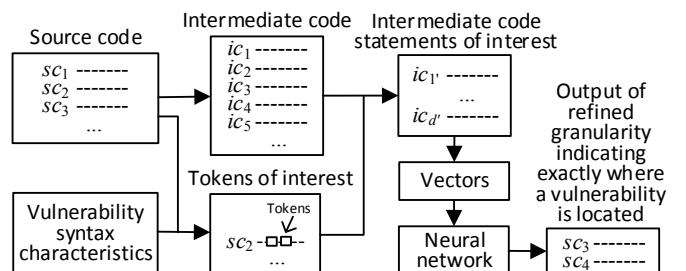 Source code
sc1 -------
sc2 -------
sc3 -------
...
Vulnerability
syntax
characteristics
Intermediate code
ic1 -------
ic2 -------
ic3 -------
ic4 -------
ic5 -------
...
Tokens of interest
Tokens
sc2
...
Intermediate code
statements of interest
ic1' -------
...
icd' -------
Vectors
Neural
network
Output of
refined
granularity
indicating
exactly where
a vulnerability
is located
sc3 -------
sc4 -------